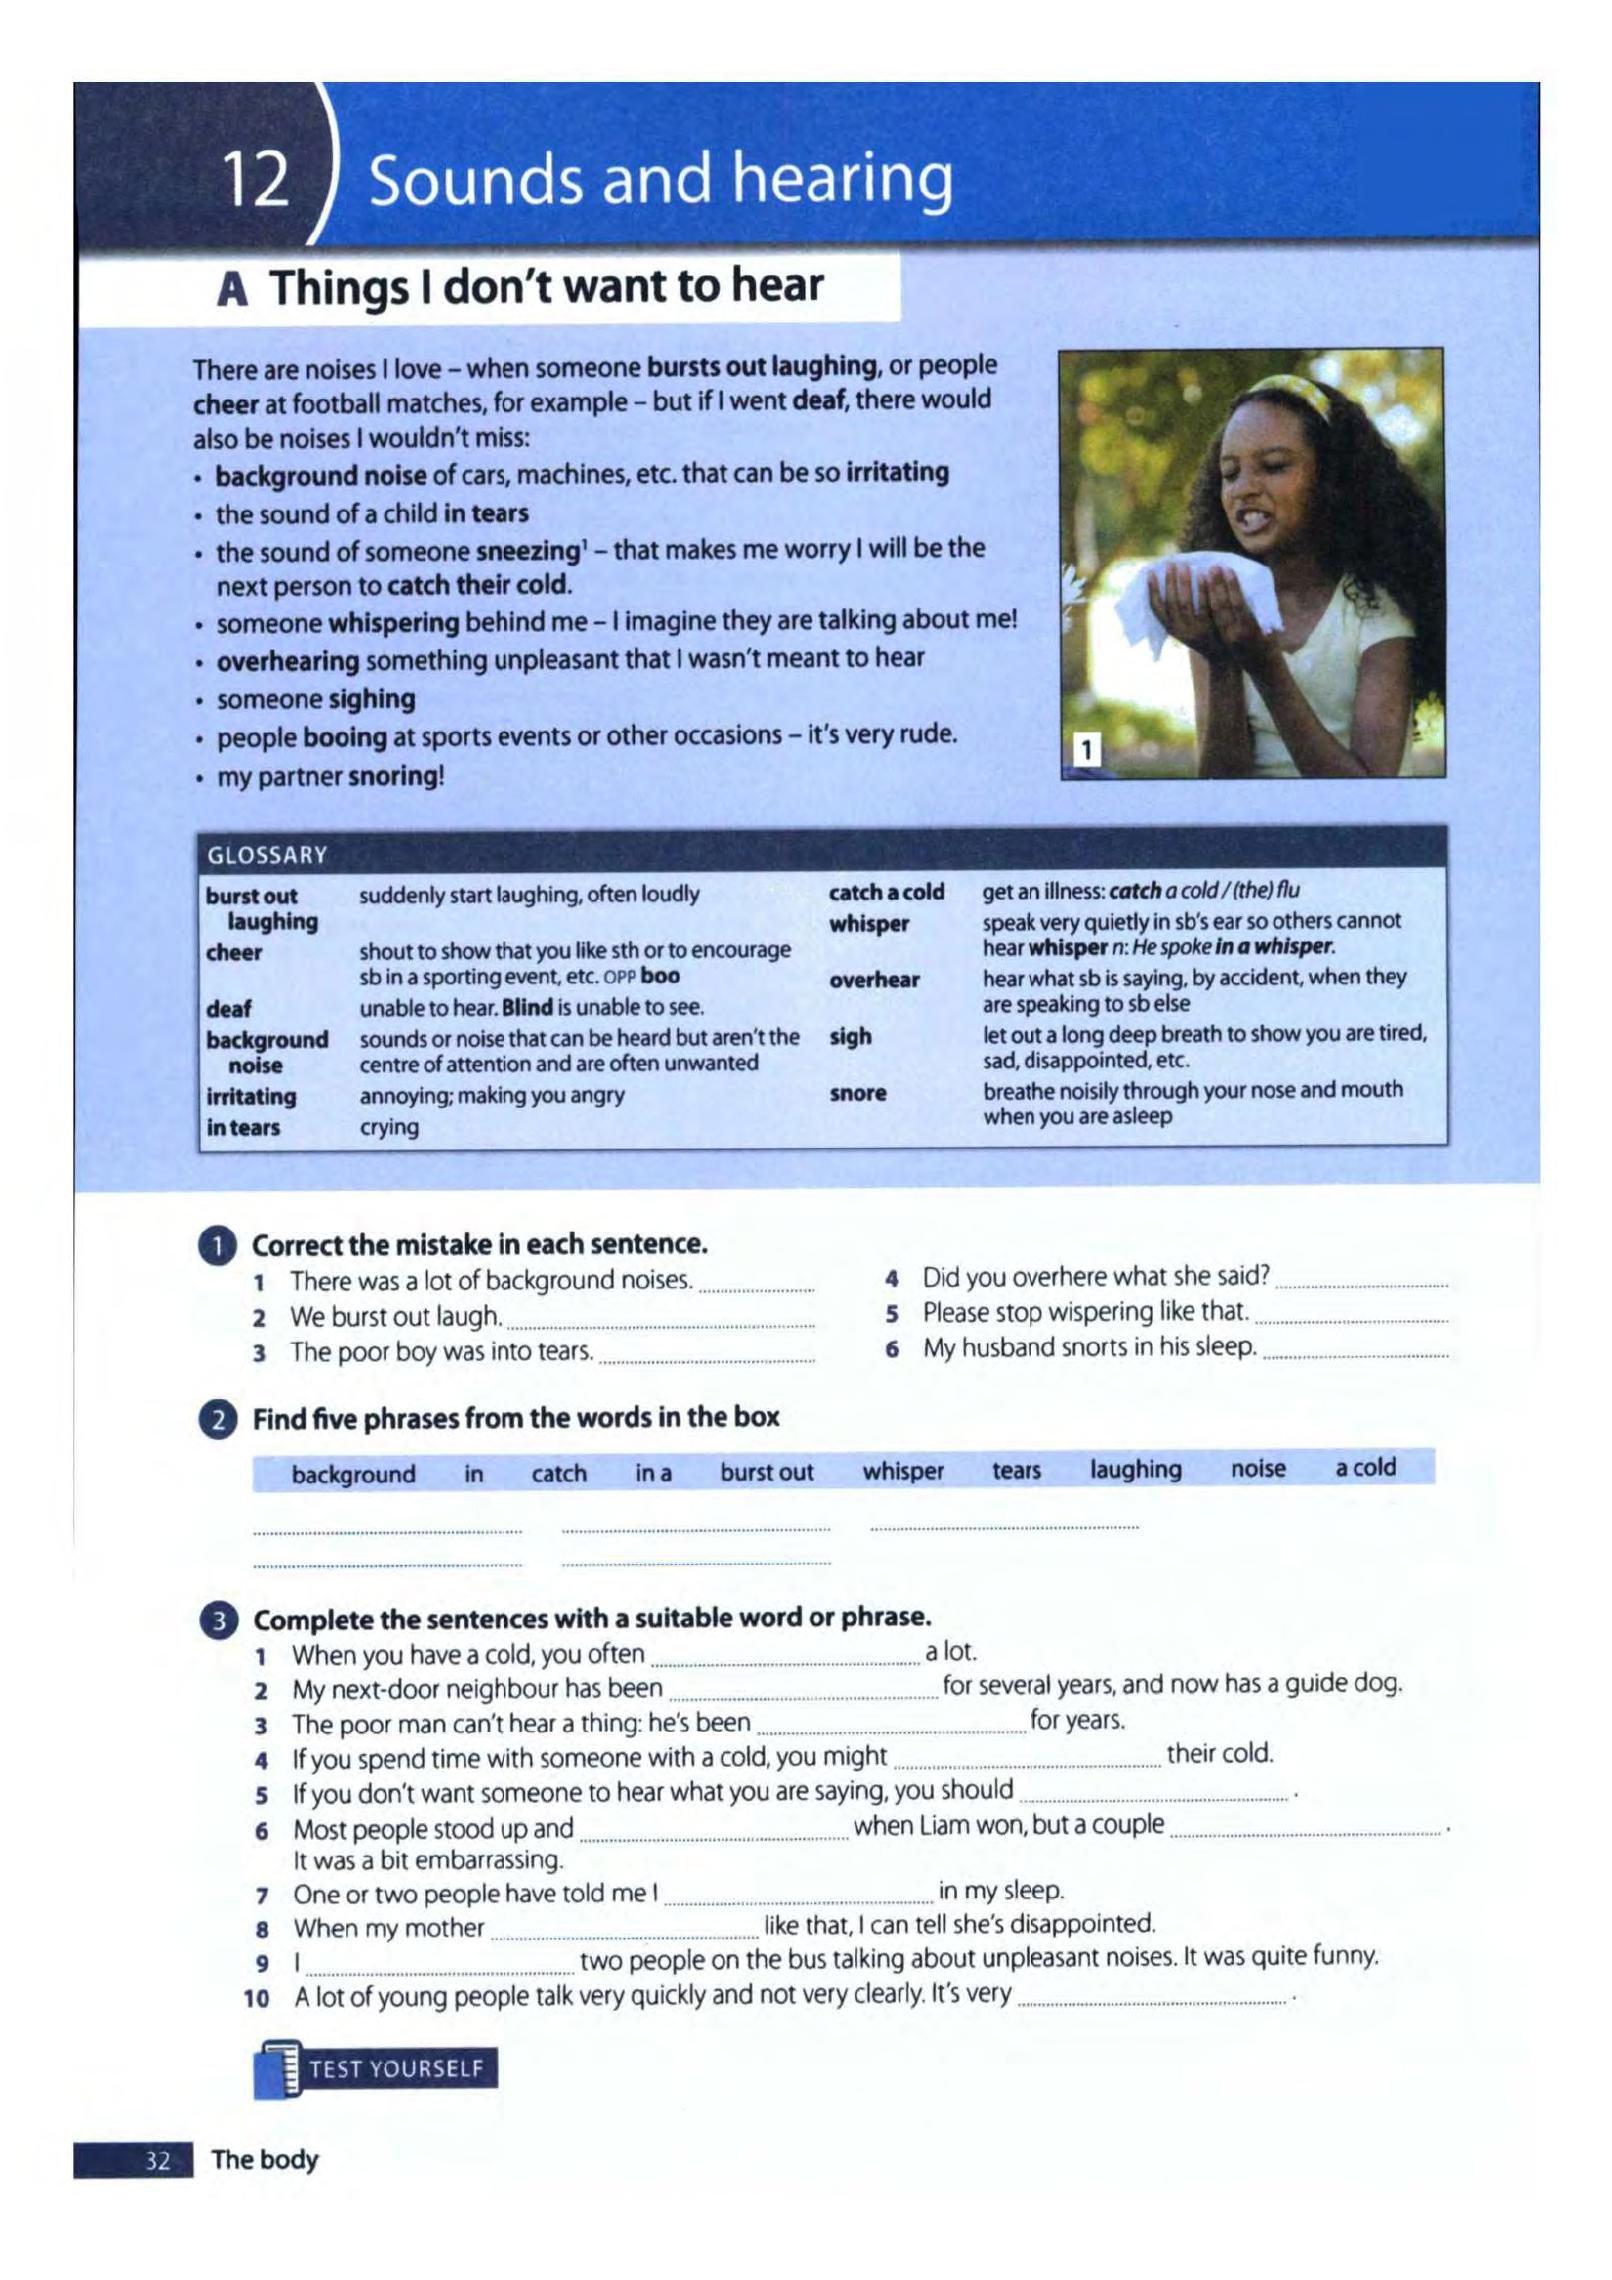 12
Sounds and hearing
A Things I don't want to hear
There are noises I love – when someone bursts out laughing, or people
cheer at football matches, for example – but if I went deaf, there would
also be noises I wouldn't miss:
• background noise of cars, machines, etc. that can be so irritating
• the sound of a child in tears
• the sound of someone sneezing¹ – that makes me worry I will be the
next person to catch their cold.
• someone whispering behind me – I imagine they are talking about me!
• overhearing something unpleasant that I wasn't meant to hear
• someone sighing
• people booing at sports events or other occasions – it's very rude.
• my partner snoring!
1
GLOSSARY
burst out suddenly start laughing, often loudly
laughing
cheer shout to show that you like sth or to encourage
sb in a sporting event, etc. OPP boo
deaf unable to hear. Blind is unable to see.
background sounds or noise that can be heard but aren't the
noise centre of attention and are often unwanted
irritating annoying; making you angry
in tears crying
catch a cold get an illness: catch a cold / (the) flu
whisper speak very quietly in sb's ear so others cannot
hear whisper n: He spoke in a whisper.
overhear hear what sb is saying, by accident, when they
are speaking to sb else
sigh let out a long deep breath to show you are tired,
sad, disappointed, etc.
snore breathe noisily through your nose and mouth
when you are asleep
1 Correct the mistake in each sentence.
1 There was a lot of background noises.
2 We burst out laugh.
3 The poor boy was into tears.
4 Did you overhere what she said?
5 Please stop wispering like that.
6 My husband snorts in his sleep.
2 Find five phrases from the words in the box
background in catch in a burst out whisper tears laughing noise a cold
3 Complete the sentences with a suitable word or phrase.
1 When you have a cold, you often a lot.
2 My next-door neighbour has been for several years, and now has a guide dog.
3 The poor man can't hear a thing: he's been for years.
4 If you spend time with someone with a cold, you might their cold.
5 If you don't want someone to hear what you are saying, you should .
6 Most people stood up and when Liam won, but a couple .
It was a bit embarrassing.
7 One or two people have told me I in my sleep.
8 When my mother like that, I can tell she's disappointed.
9 I two people on the bus talking about unpleasant noises. It was quite funny.
10 A lot of young people talk very quickly and not very clearly. It's very .
TEST YOURSELF
32 The body